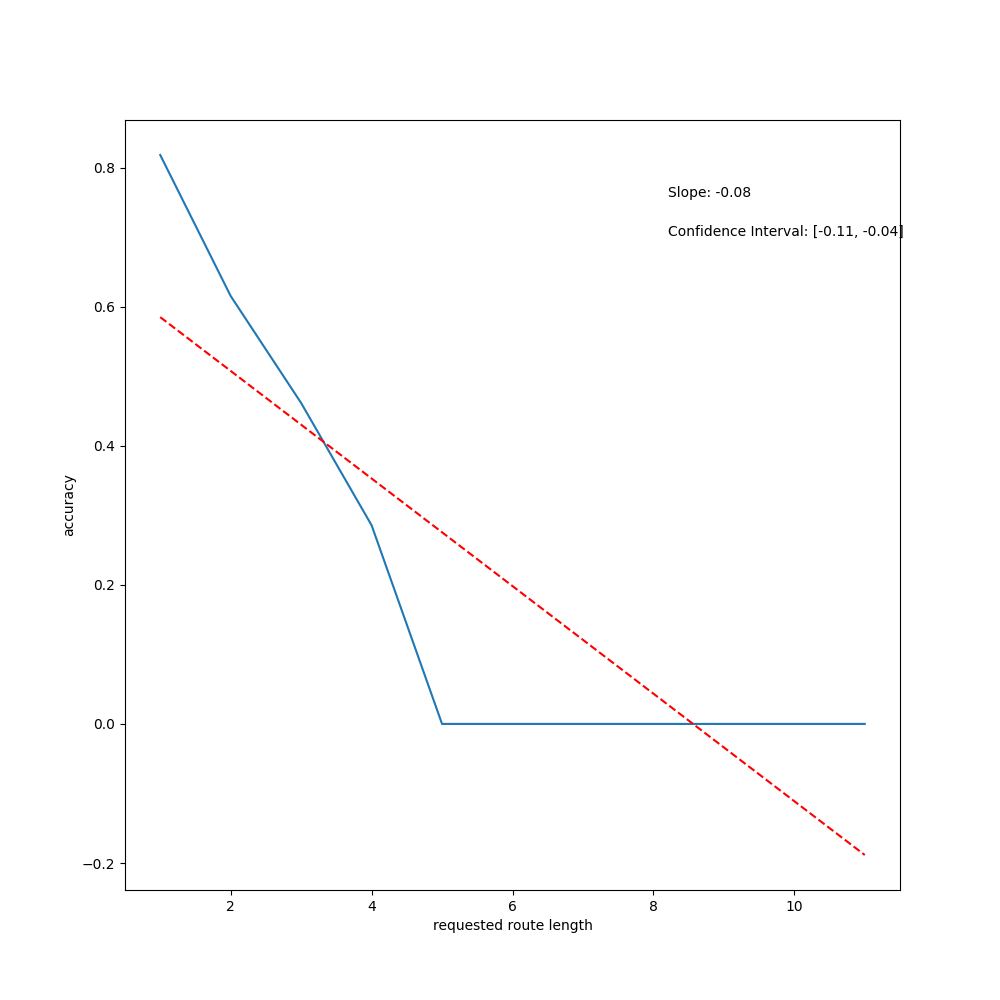 Slope: -0.08
Confidence Interval: [-0.11, -0.04]
0.8
0.6
0.4
0.2
0.0
−0.2
accuracy
2 4 6 8 10
requested route length